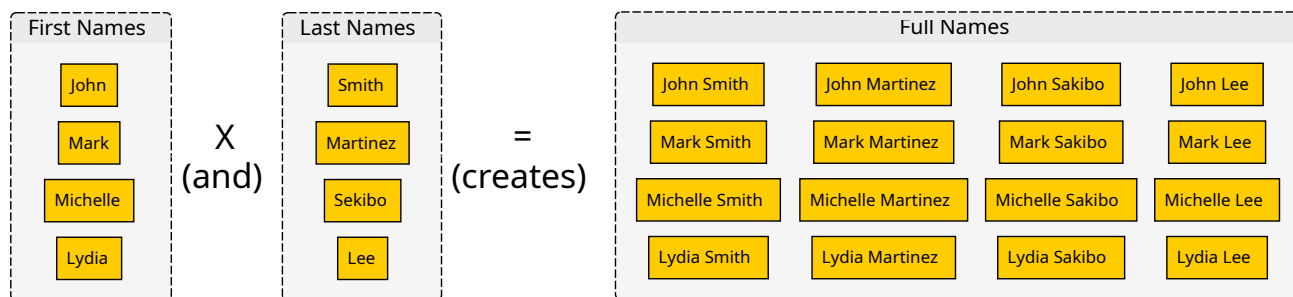 First Names
John
Mark
Michelle
Lydia
X
(and)
Last Names
Smith
Martinez
Sekibo
Lee
=
(creates)
Full Names
John Smith John Martinez John Sakibo John Lee
Mark Smith Mark Martinez Mark Sakibo Mark Lee
Michelle Smith Michelle Martinez Michelle Sakibo Michelle Lee
Lydia Smith Lydia Martinez Lydia Sakibo Lydia Lee